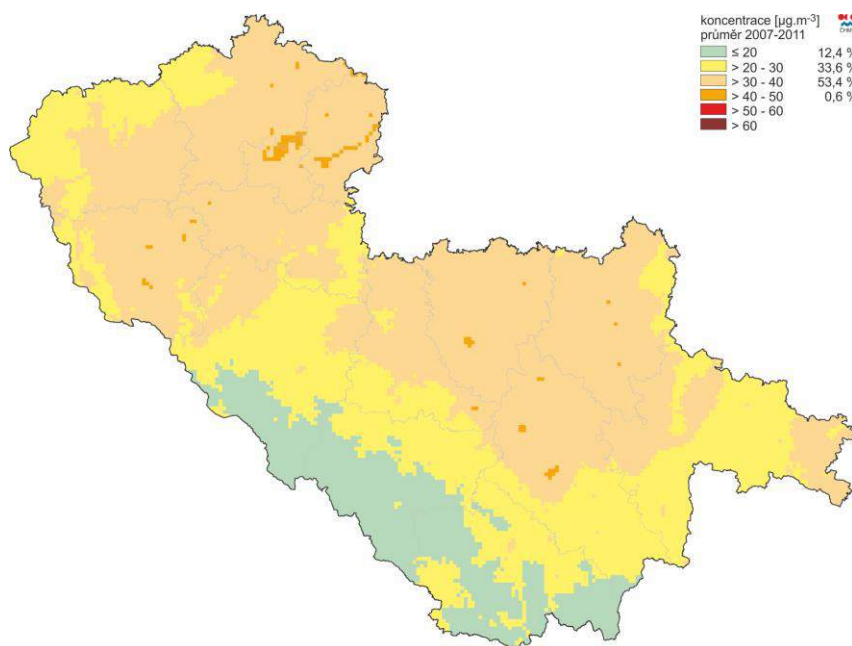 koncentrace [µg.m-3]
průměr 2007-2011
≤ 20 12,4 %
> 20 - 30 33,6 %
> 30 - 40 53,4 %
> 40 - 50 0,6 %
> 50 - 60
> 60